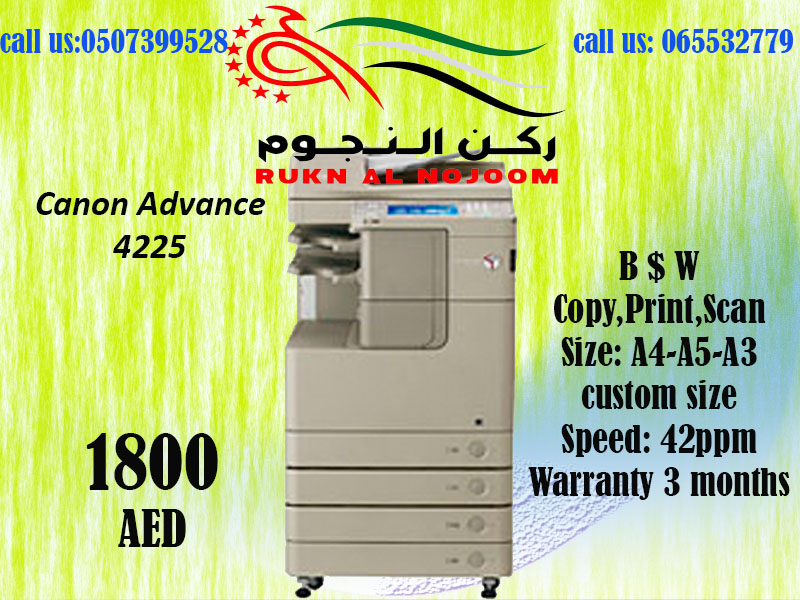 call us:0507399528
call us: 065532779
ركن النجوم
RUKN AL NOJOOM
Canon Advance
4225
B $ W
Copy,Print,Scan
Size: A4-A5-A3
custom size
Speed: 42ppm
Warranty 3 months
1800
AED